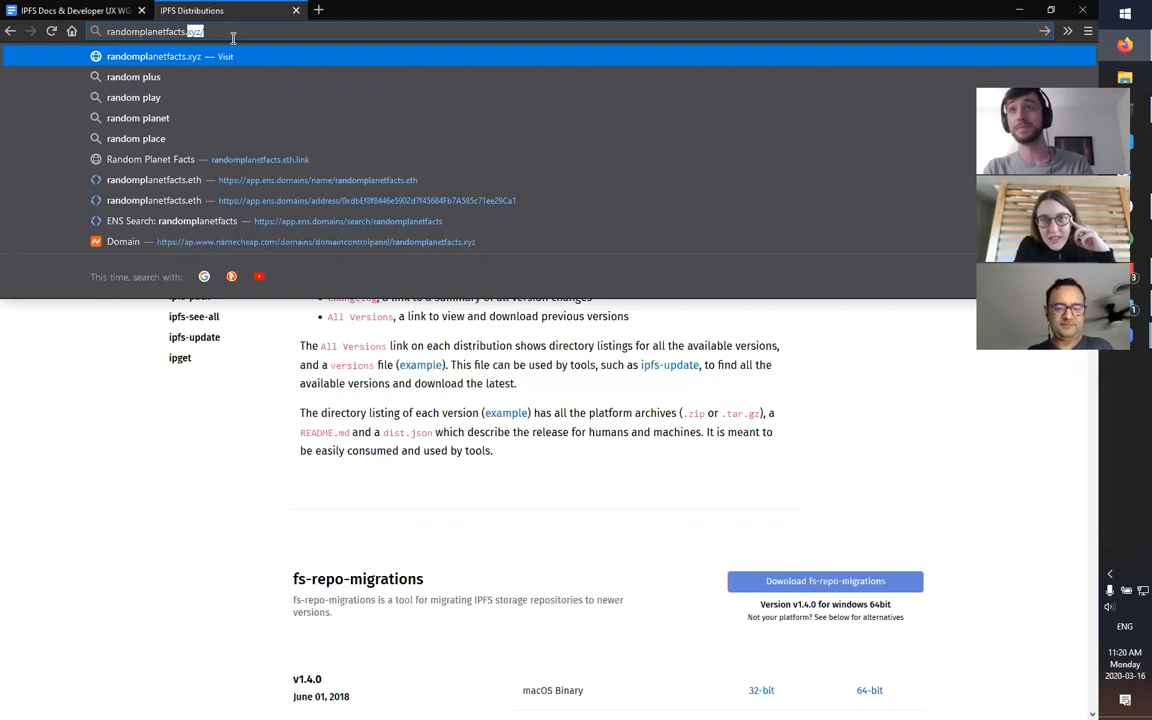 IPFS Docs & Developer UX WG
IPFS Distributions
randomplanetfacts.xyz/
randomplanetfacts.xyz — Visit
random plus
random play
random planet
random place
Random Planet Facts — randomplanetfacts.eth.link
randomplanetfacts.eth — https://app.ens.domains/name/randomplanetfacts.eth
randomplanetfacts.eth — https://app.ens.domains/address/0xdbEf8f8446e5902d7f45684Fb7A585c71ee29Ca1
ENS Search: randomplanetfacts — https://app.ens.domains/search/randomplanetfacts
Domain — https://ap.www.namecheap.com/domains/domaincontrolpanel/randomplanetfacts.xyz
This time, search with:
Changelog, a link to a summary of all version changes
ipfs-see-all
• All Versions, a link to view and download previous versions
ipfs-update
ipget
The All Versions link on each distribution shows directory listings for all the available versions,
and a versions file (example). This file can be used by tools, such as ipfs-update, to find all the
available versions and download the latest.
The directory listing of each version (example) has all the platform archives (.zip or .tar.gz), a
README.md and a dist.json which describe the release for humans and machines. It is meant to
be easily consumed and used by tools.
fs-repo-migrations
Download fs-repo-migrations
fs-repo-migrations is a tool for migrating IPFS storage repositories to newer
versions.
Version v1.4.0 for windows 64bit
Not your platform? See below for alternatives
v1.4.0
June 01, 2018
macOS Binary
32-bit
64-bit
3
1
ENG
11:20 AM
Monday
2020-03-16